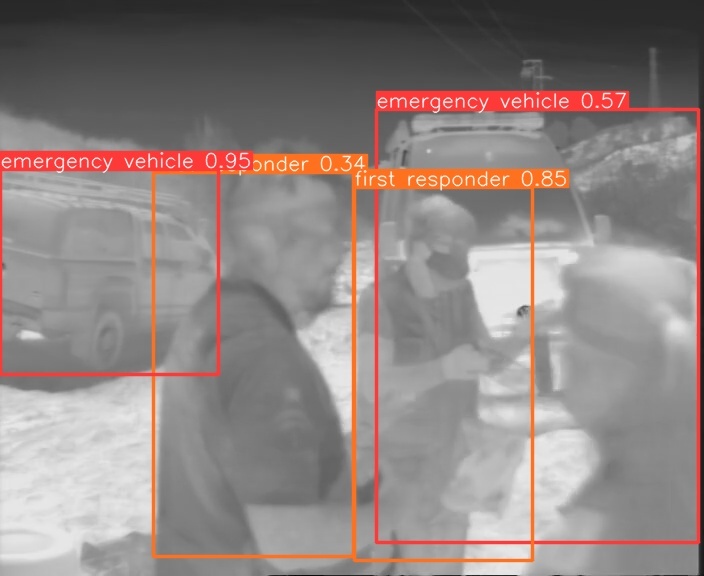 emergency vehicle 0.57
emergency vehicle 0.95
ponder 0.34
first responder 0.85